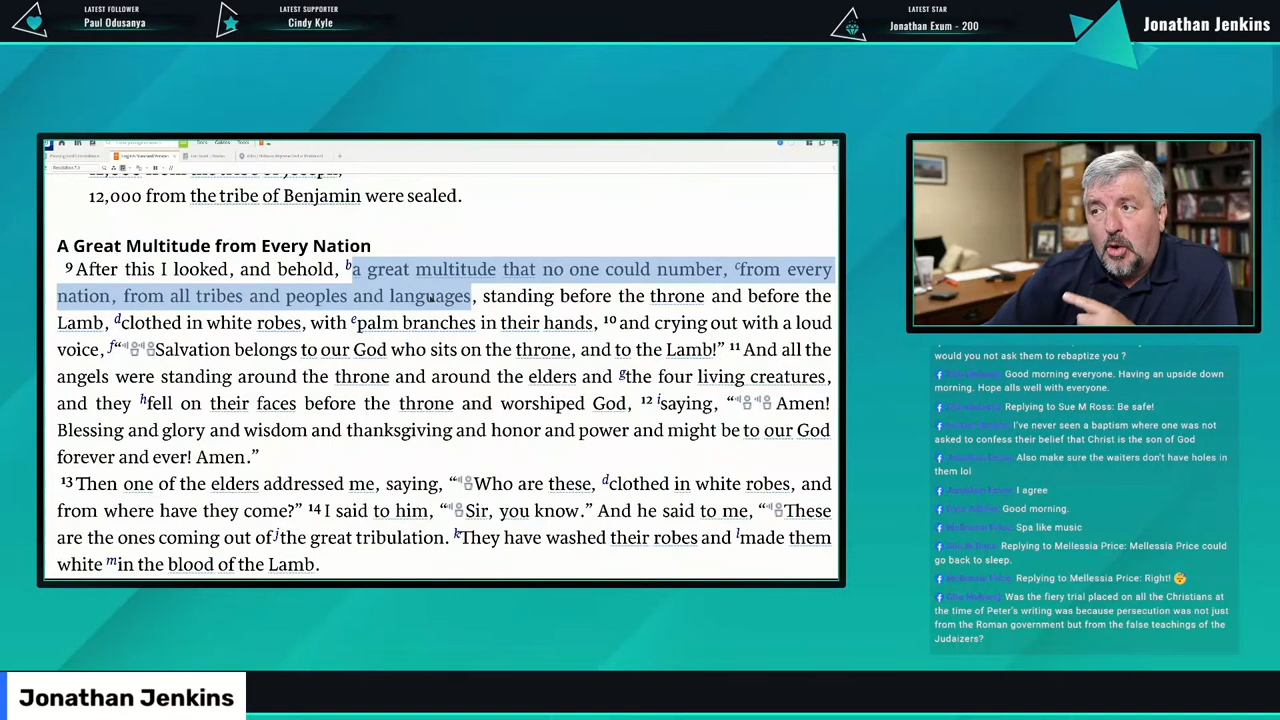 LATEST FOLLOWER
Paul Odusanya
LATEST SUPPORTER
Cindy Kyle
LATEST STAR
Jonathan Exum - 200
Jonathan Jenkins
12,000 from the tribe of Benjamin were sealed.
A Great Multitude from Every Nation
9 After this I looked, and behold, b a great multitude that no one could number, c from every
nation, from all tribes and peoples and languages, standing before the throne and before the
Lamb, d clothed in white robes, with e palm branches in their hands, 10 and crying out with a loud
voice, f “Salvation belongs to our God who sits on the throne, and to the Lamb!” 11 And all the
angels were standing around the throne and around the elders and g the four living creatures,
and they h fell on their faces before the throne and worshiped God, 12 i saying, “Amen!
Blessing and glory and wisdom and thanksgiving and honor and power and might be to our God
forever and ever! Amen.”
13 Then one of the elders addressed me, saying, “Who are these, d clothed in white robes, and
from where have they come?” 14 I said to him, “Sir, you know.” And he said to me, “These
are the ones coming out of j the great tribulation. k They have washed their robes and l made them
white m in the blood of the Lamb.
would you not ask them to rebaptize you ?
Good morning everyone. Having an upside down
morning. Hope alls well with everyone.
Replying to Sue M Ross: Be safe!
I've never seen a baptism where one was not
asked to confess their belief that Christ is the son of God
Also make sure the waiters don't have holes in
them lol
I agree
Good morning.
Spa like music
Replying to Mellessia Price: Mellessia Price could
go back to sleep.
Replying to Mellessia Price: Right!
Was the fiery trial placed on all the Christians at
the time of Peter's writing was because persecution was not just
from the Roman government but from the false teachings of the
Judaizers?
Jonathan Jenkins